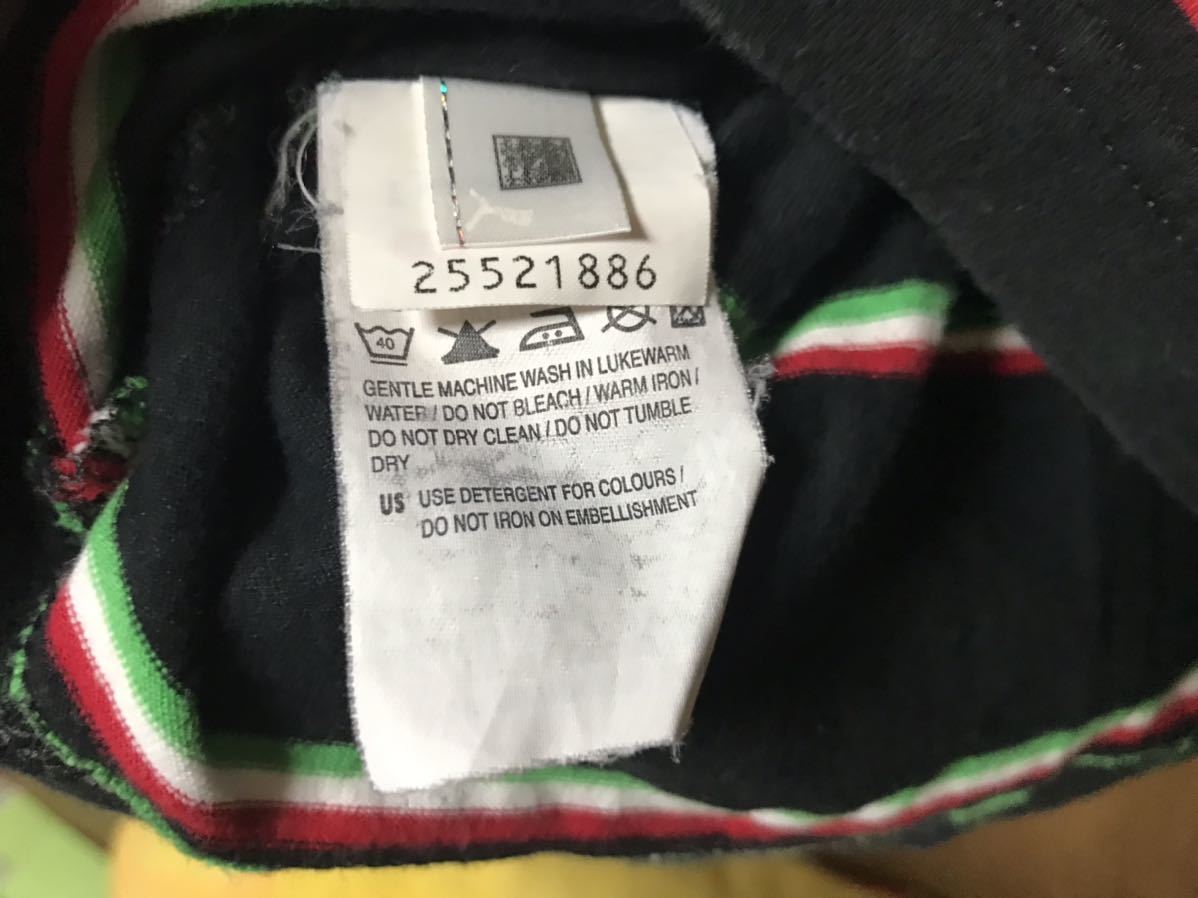 25521886
40
GENTLE MACHINE WASH IN LUKEWARM
WATER / DO NOT BLEACH / WARM IRON /
DO NOT DRY CLEAN / DO NOT TUMBLE
DRY
US USE DETERGENT FOR COLOURS /
DO NOT IRON ON EMBELLISHMENT